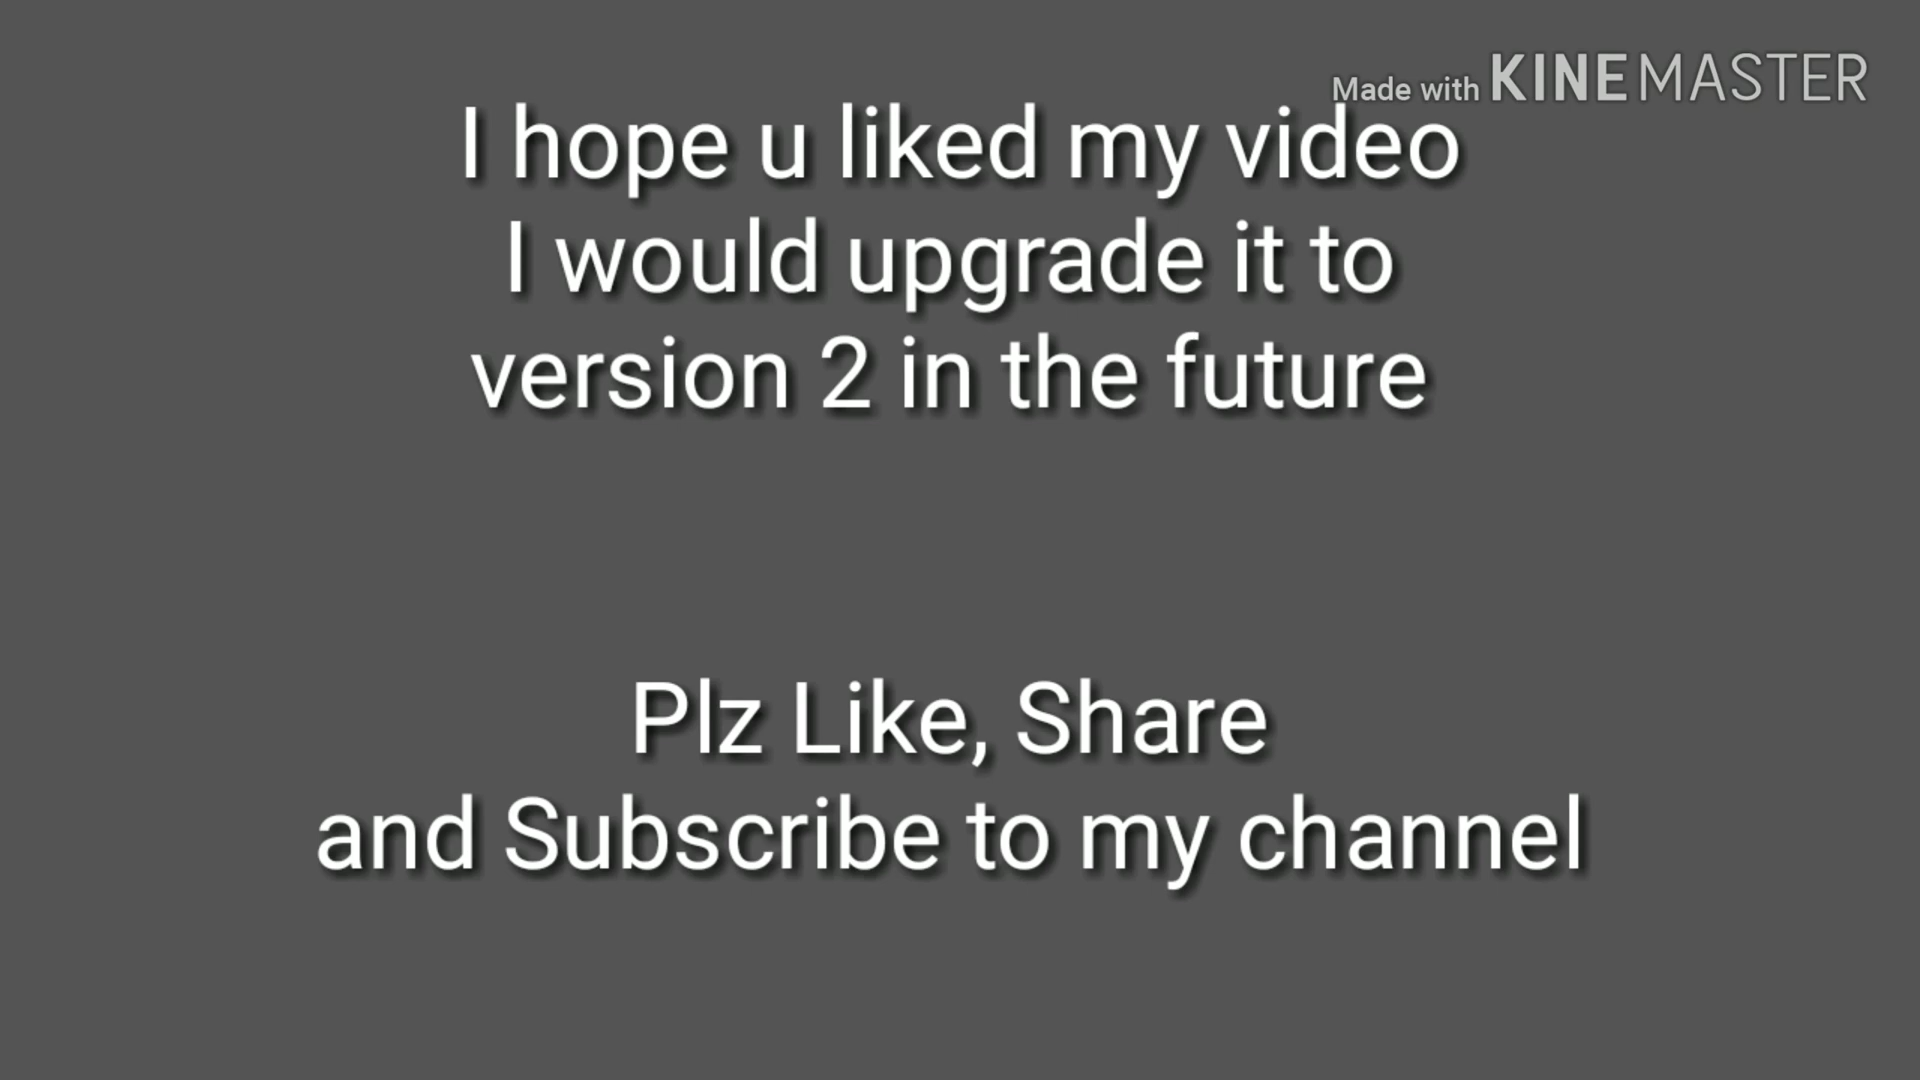 Made with KINEMASTER
I hope u liked my video
I would upgrade it to
version 2 in the future
Plz Like, Share
and Subscribe to my channel